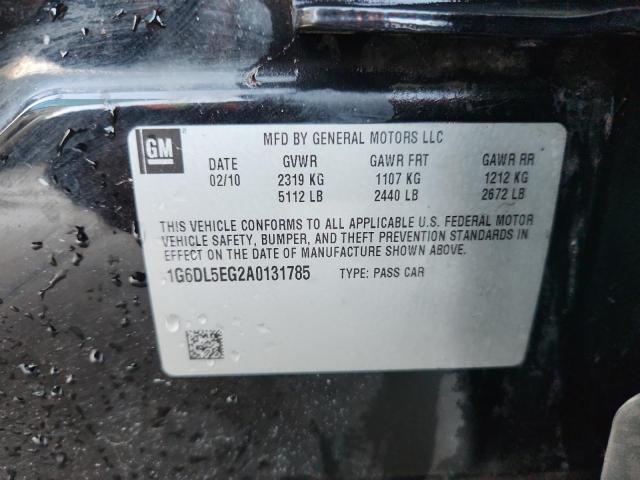 GM
MFD BY GENERAL MOTORS LLC
DATE GVWR GAWR FRT GAWR RR
02/10 2319 KG 1107 KG 1212 KG
5112 LB 2440 LB 2672 LB
THIS VEHICLE CONFORMS TO ALL APPLICABLE U.S. FEDERAL MOTOR
VEHICLE SAFETY, BUMPER, AND THEFT PREVENTION STANDARDS IN
EFFECT ON THE DATE OF MANUFACTURE SHOWN ABOVE.
1G6DL5EG2A0131785 TYPE: PASS CAR